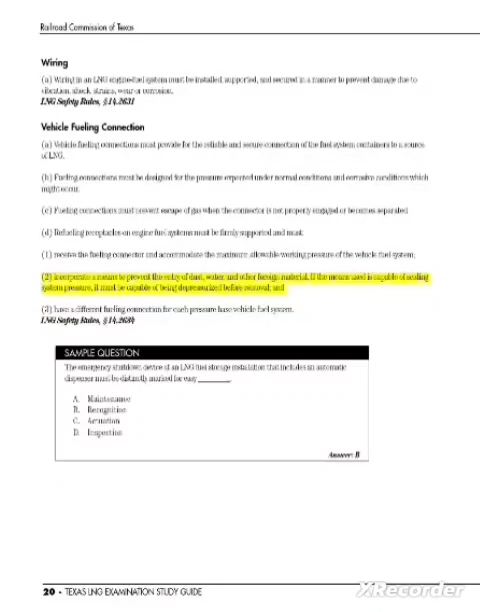 Railroad Commission of Texas
Wiring
(a) Wiring in an LNG engine-fuel system must be installed, supported, and secured in a manner to prevent damage due to
vibration, shock, strains, wear or corrosion.
LNG Safety Rules, §14.2631
Vehicle Fueling Connection
(a) Vehicle fueling connections must provide for the reliable and secure connection of the fuel system containers to a source
of LNG.
(b) Fueling connections must be designed for the pressure expected under normal conditions and corrosive conditions which
might occur.
(c) Fueling connections must prevent escape of gas when the connector is not properly engaged or becomes separated.
(d) Refueling receptacles on engine fuel systems must be firmly supported and must:
(1) receive the fueling connector and accommodate the maximum allowable working pressure of the vehicle fuel system;
(2) incorporate a means to prevent the entry of dust, water, and other foreign material. If the means used is capable of sealing
system pressure, it must be capable of being depressurized before removal; and
(3) have a different fueling connection for each pressure base vehicle fuel system.
LNG Safety Rules, §14.2634
SAMPLE QUESTION
The emergency shutdown device at an LNG fuel storage installation that includes an automatic
dispenser must be distinctly marked for easy ________.
A. Maintenance
B. Recognition
C. Actuation
D. Inspection
Answer: B
20 • TEXAS LNG EXAMINATION STUDY GUIDE
XRecorder